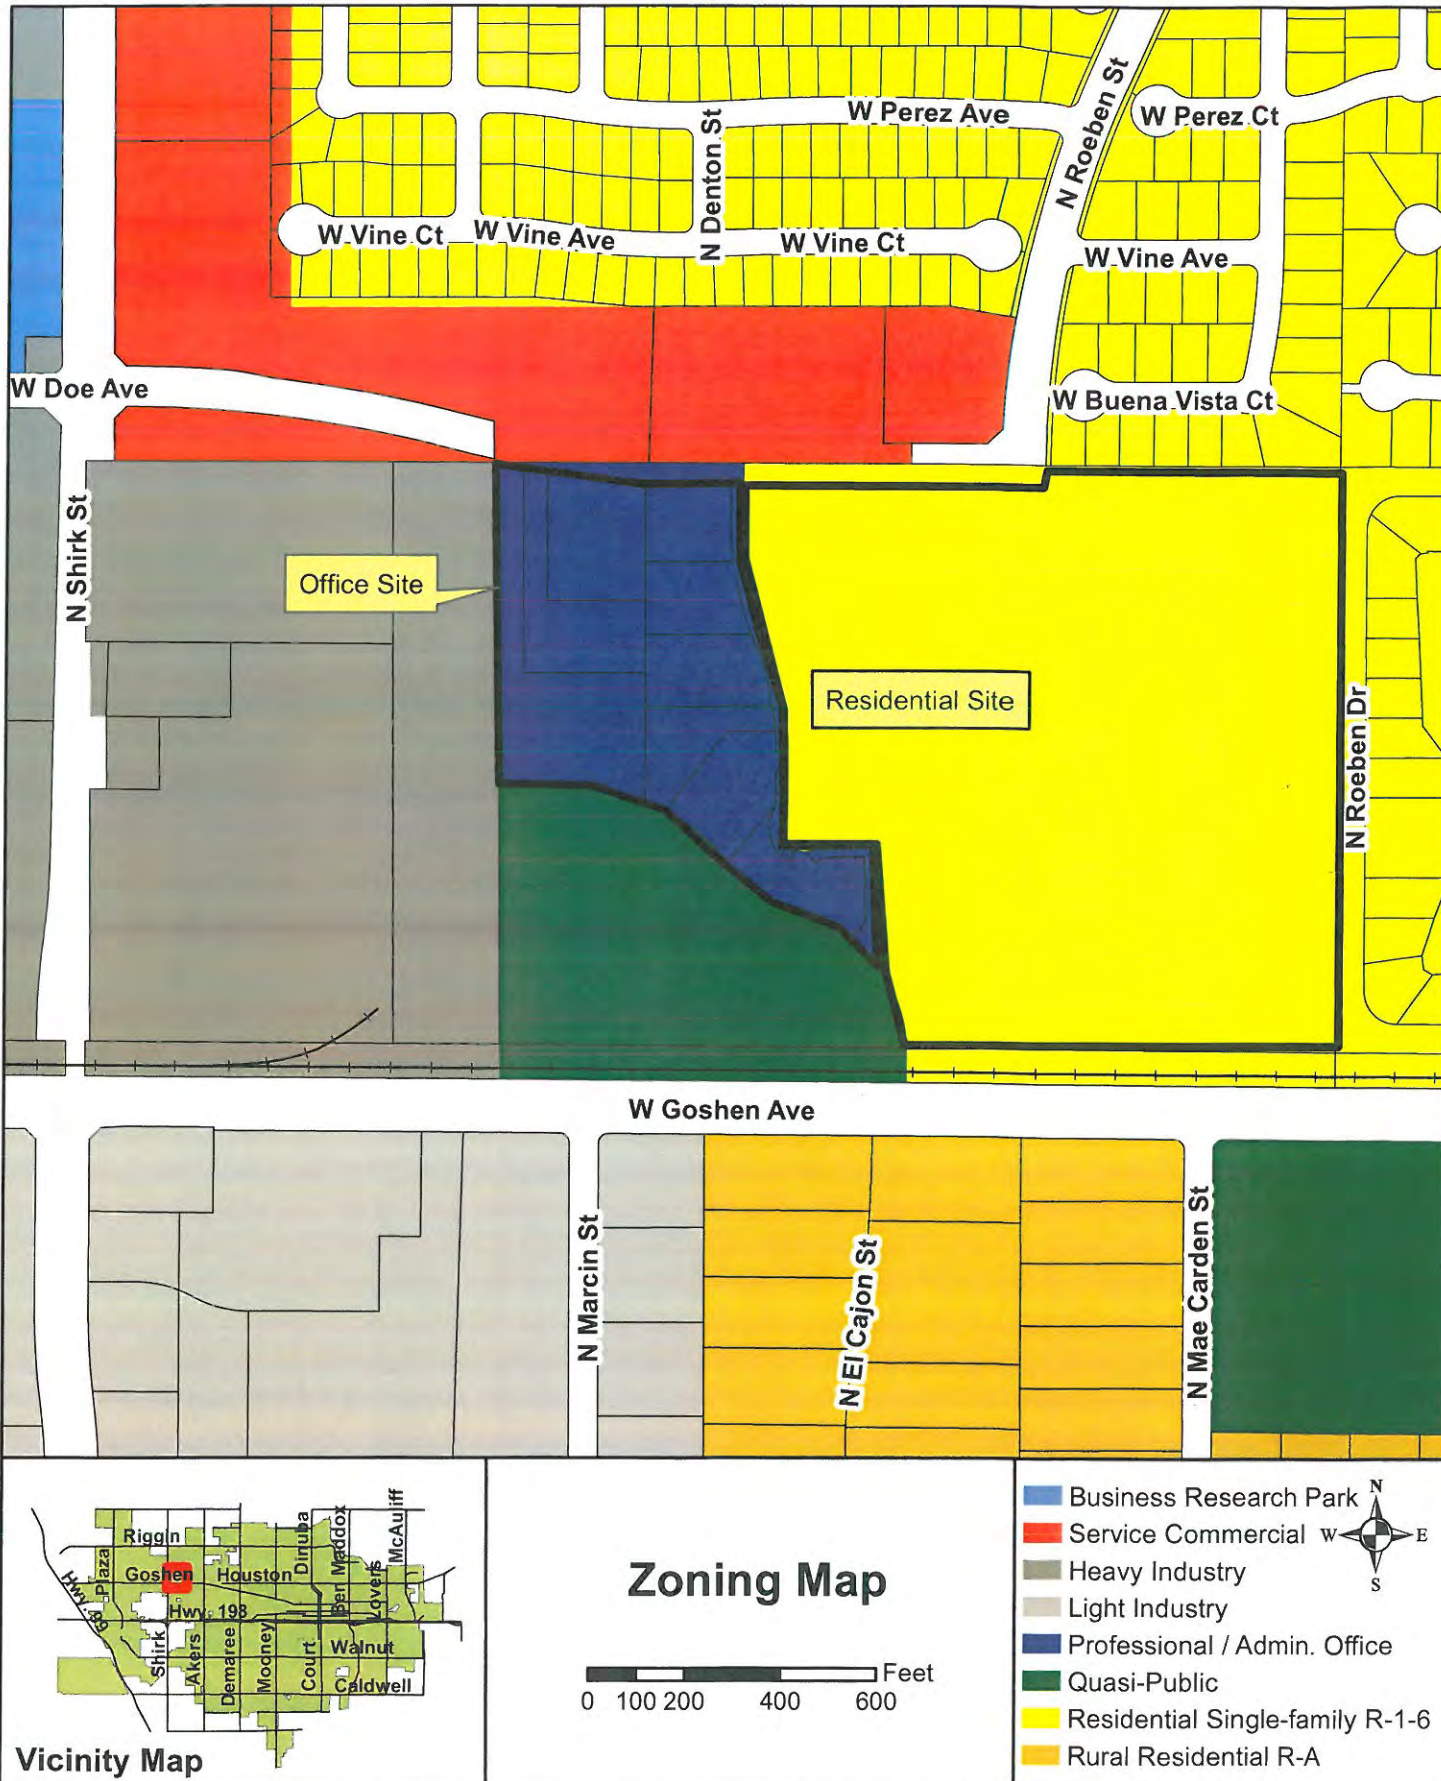 W Perez Ave
N Roeben St
W Perez Ct
N Denton St
W Vine Ct
W Vine Ave
W Vine Ct
W Vine Ave
W Doe Ave
W Buena Vista Ct
N Shirk St
Office Site
Residential Site
N Roeben Dr
W Goshen Ave
N Marcin St
N El Cajon St
N Mae Carden St
Riggin
Plaza
Goshen
Houston
Dinuba
Ben Maddox
McAuliff
Lovers
Hwy. 99
Hwy. 198
Shirk
Akers
Demaree
Mooney
Court
Walnut
Caldwell
Vicinity Map
Zoning Map
Feet
0 100 200 400 600
Business Research Park
Service Commercial
Heavy Industry
Light Industry
Professional / Admin. Office
Quasi-Public
Residential Single-family R-1-6
Rural Residential R-A
N
W E
S